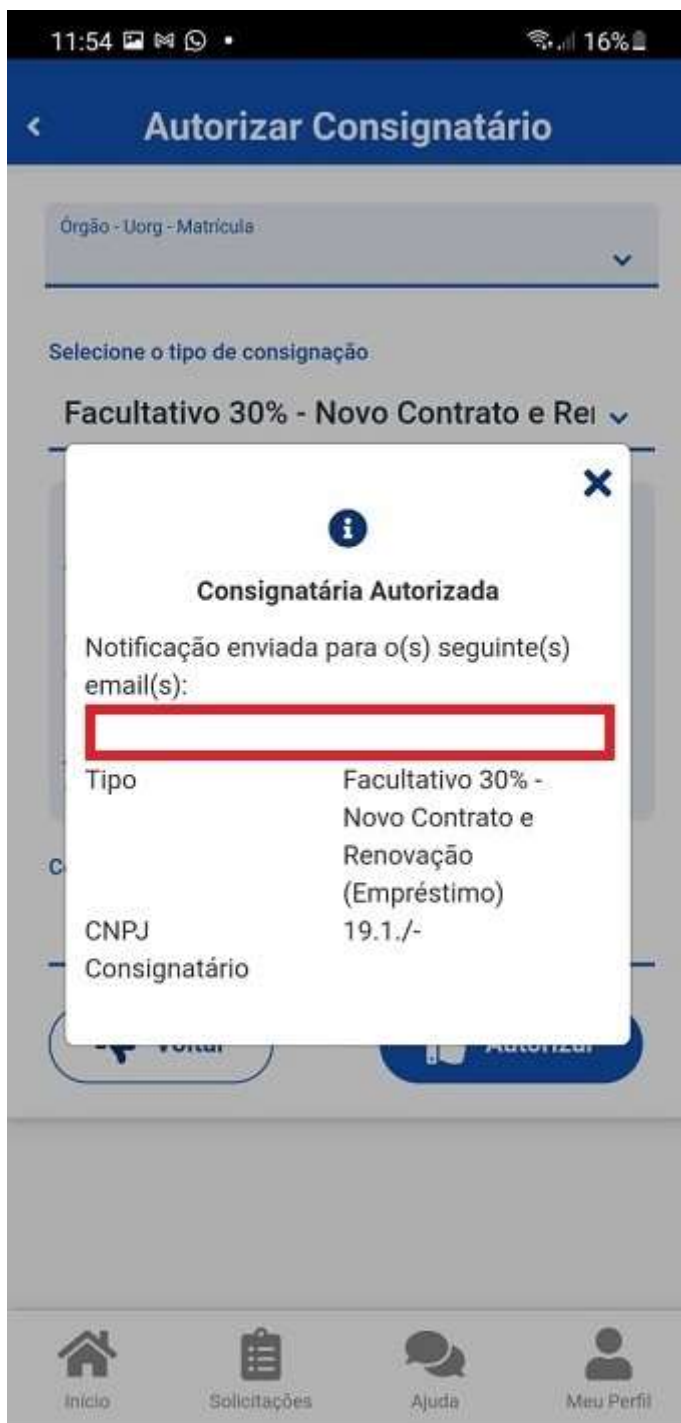 11:54 16%
Autorizar Consignatário
Órgão - Uorg - Matrícula
Selecione o tipo de consignação
Facultativo 30% - Novo Contrato e Re
Consignatária Autorizada
Notificação enviada para o(s) seguinte(s)
email(s):
Tipo Facultativo 30% -
Novo Contrato e
Renovação
(Empréstimo)
CNPJ 19.1./-
Consignatário
Voltar Autorizar
Início Solicitações Ajuda Meu Perfil